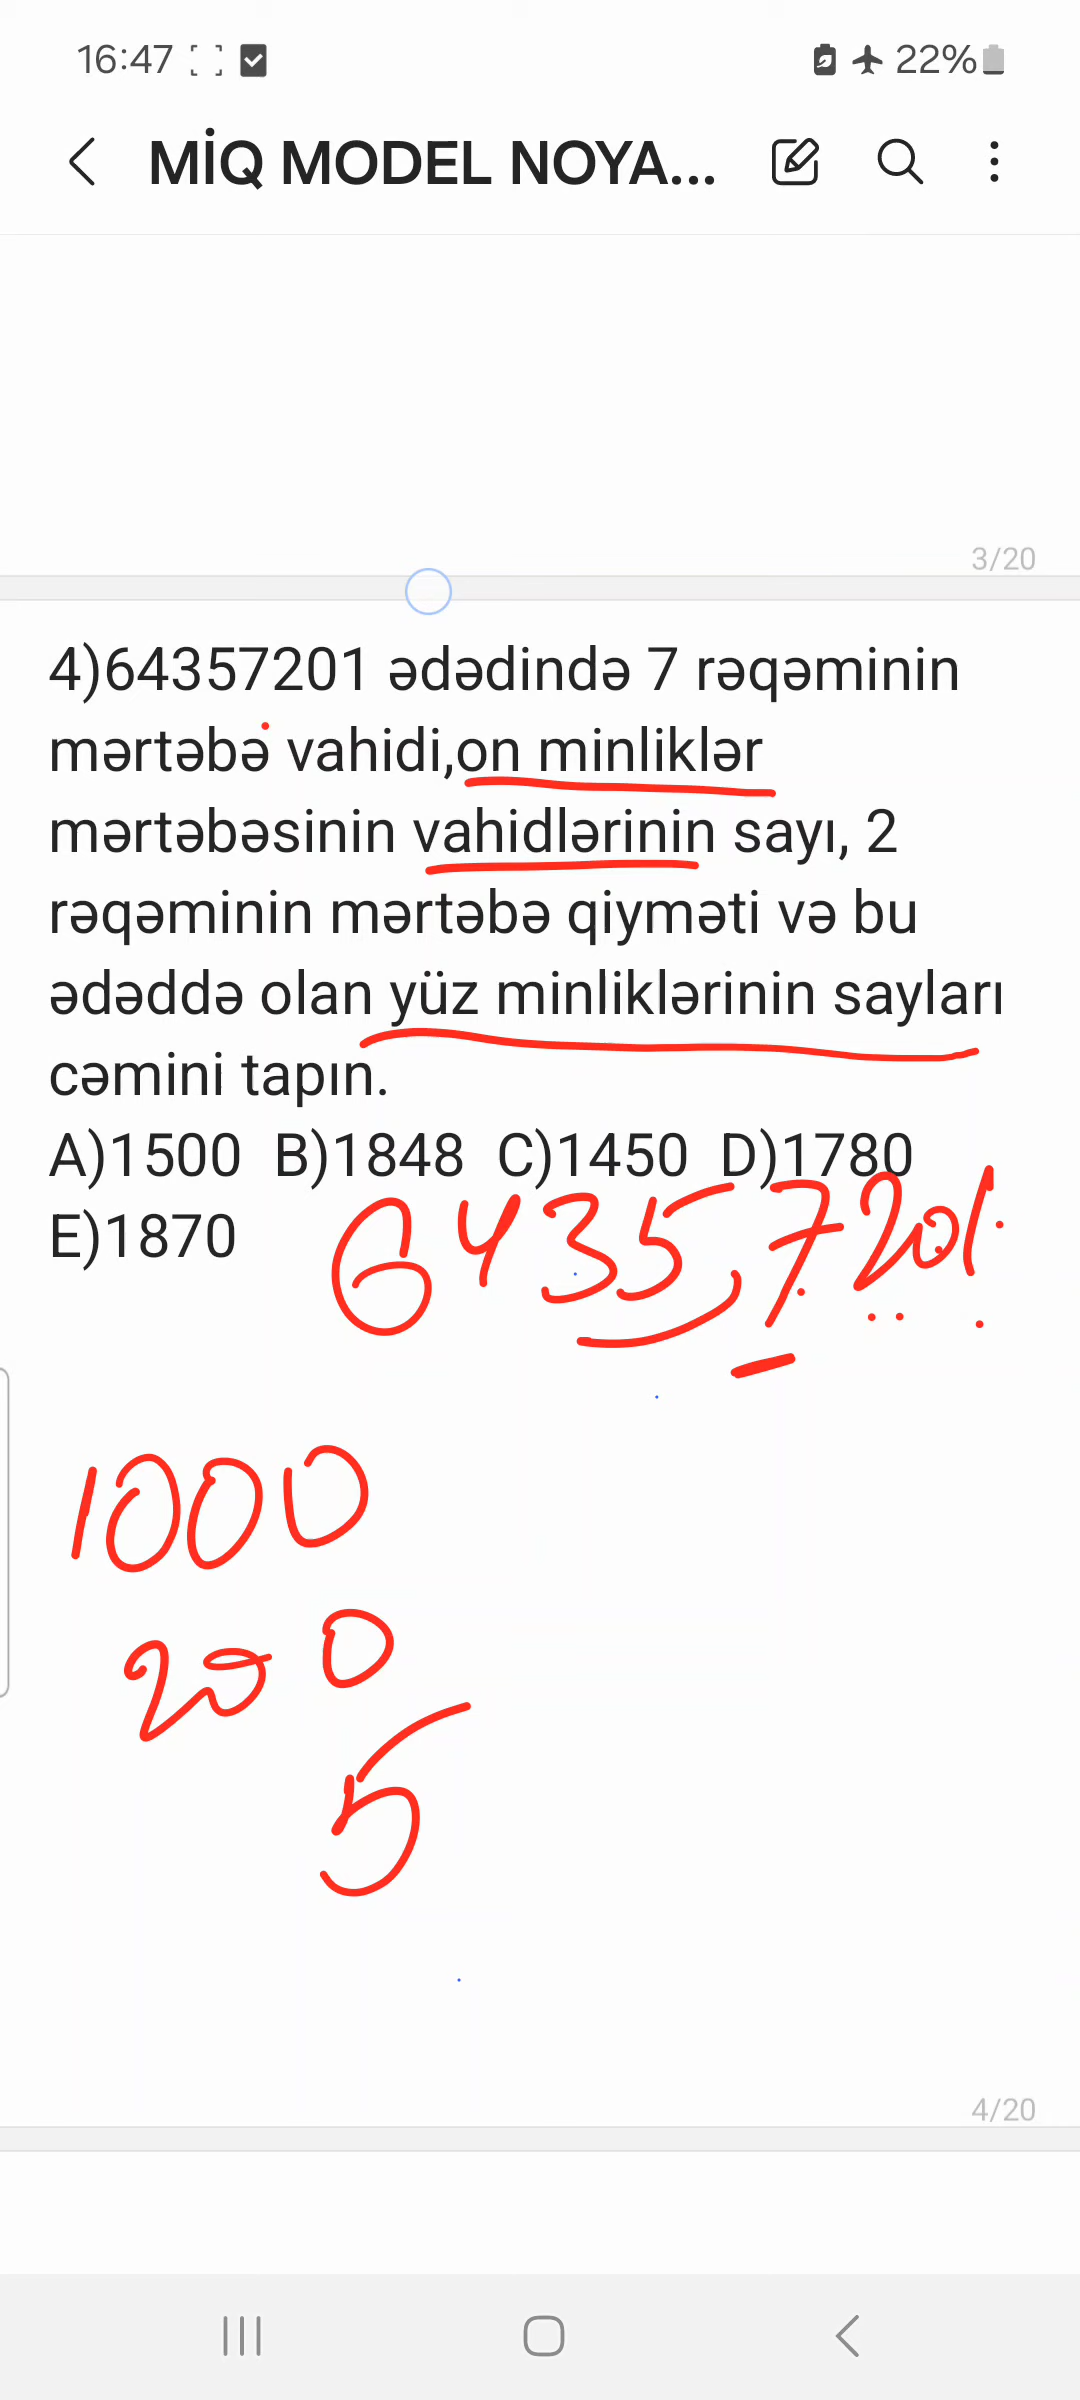 16:47
22%
MİQ MODEL NOYA...
3/20
4)64357201 ədədində 7 rəqəminin
mərtəbə vahidi,on minliklər
mərtəbəsinin vahidlərinin sayı, 2
rəqəminin mərtəbə qiyməti və bu
ədəddə olan yüz minliklərinin sayları
cəmini tapın.
A)1500 B)1848 C)1450 D)1780
E)1870
64357201
1000
200
5
4/20